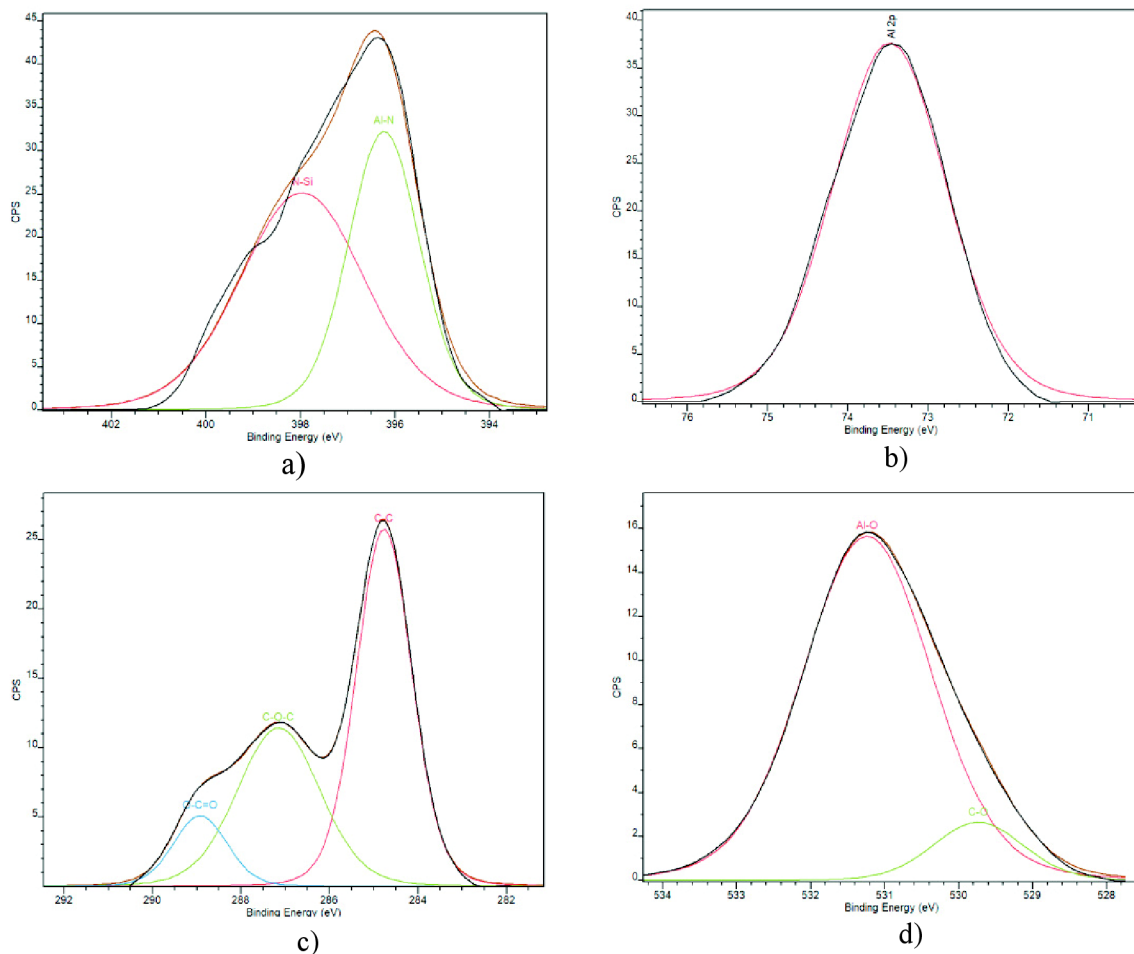 45
40
35
30
25
20
15
10
5
0
CPS
Al-N
N-Si
402
400
398
396
394
Binding Energy (eV)
a)
40
35
30
25
20
15
10
5
0
CPS
Al 2p
76
75
74
73
72
71
Binding Energy (eV)
b)
25
20
15
10
5
CPS
C-C
C-O-C
O-C=O
292
290
288
286
284
282
Binding Energy (eV)
c)
16
14
12
10
8
6
4
2
0
CPS
Al-O
C-O
534
533
532
531
530
529
528
Binding Energy (eV)
d)